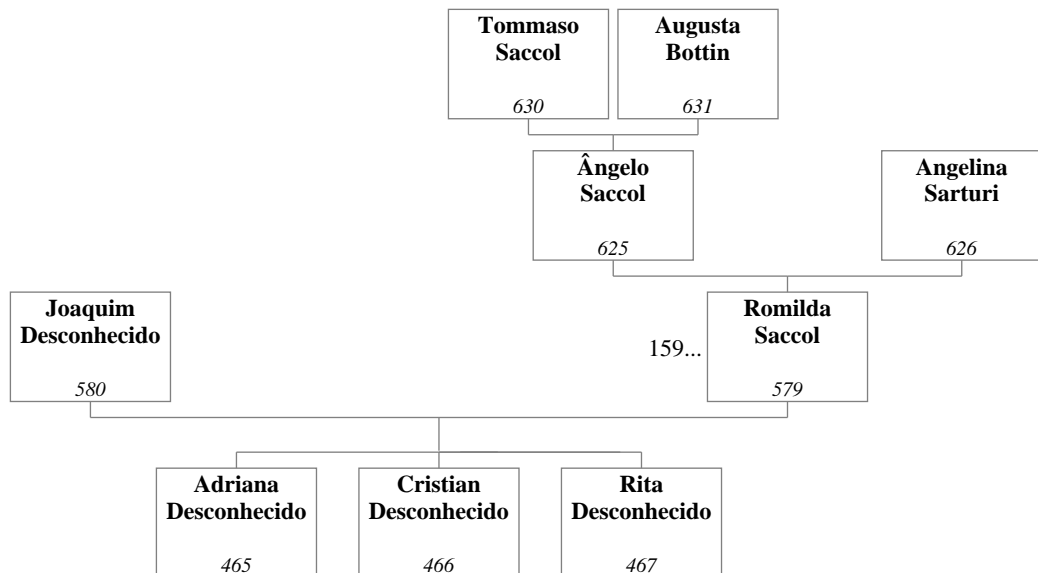 Tommaso
Saccol
630
Augusta
Bottin
631
Ângelo
Saccol
625
Angelina
Sarturi
626
Joaquim
Desconhecido
580
159...
Romilda
Saccol
579
Adriana
Desconhecido
465
Cristian
Desconhecido
466
Rita
Desconhecido
467